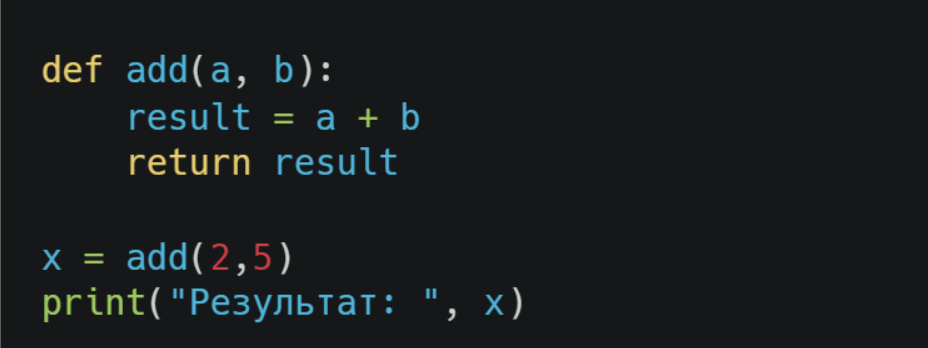 def add(a, b):
    result = a + b
    return result

x = add(2,5)
print("Результат: ", x)